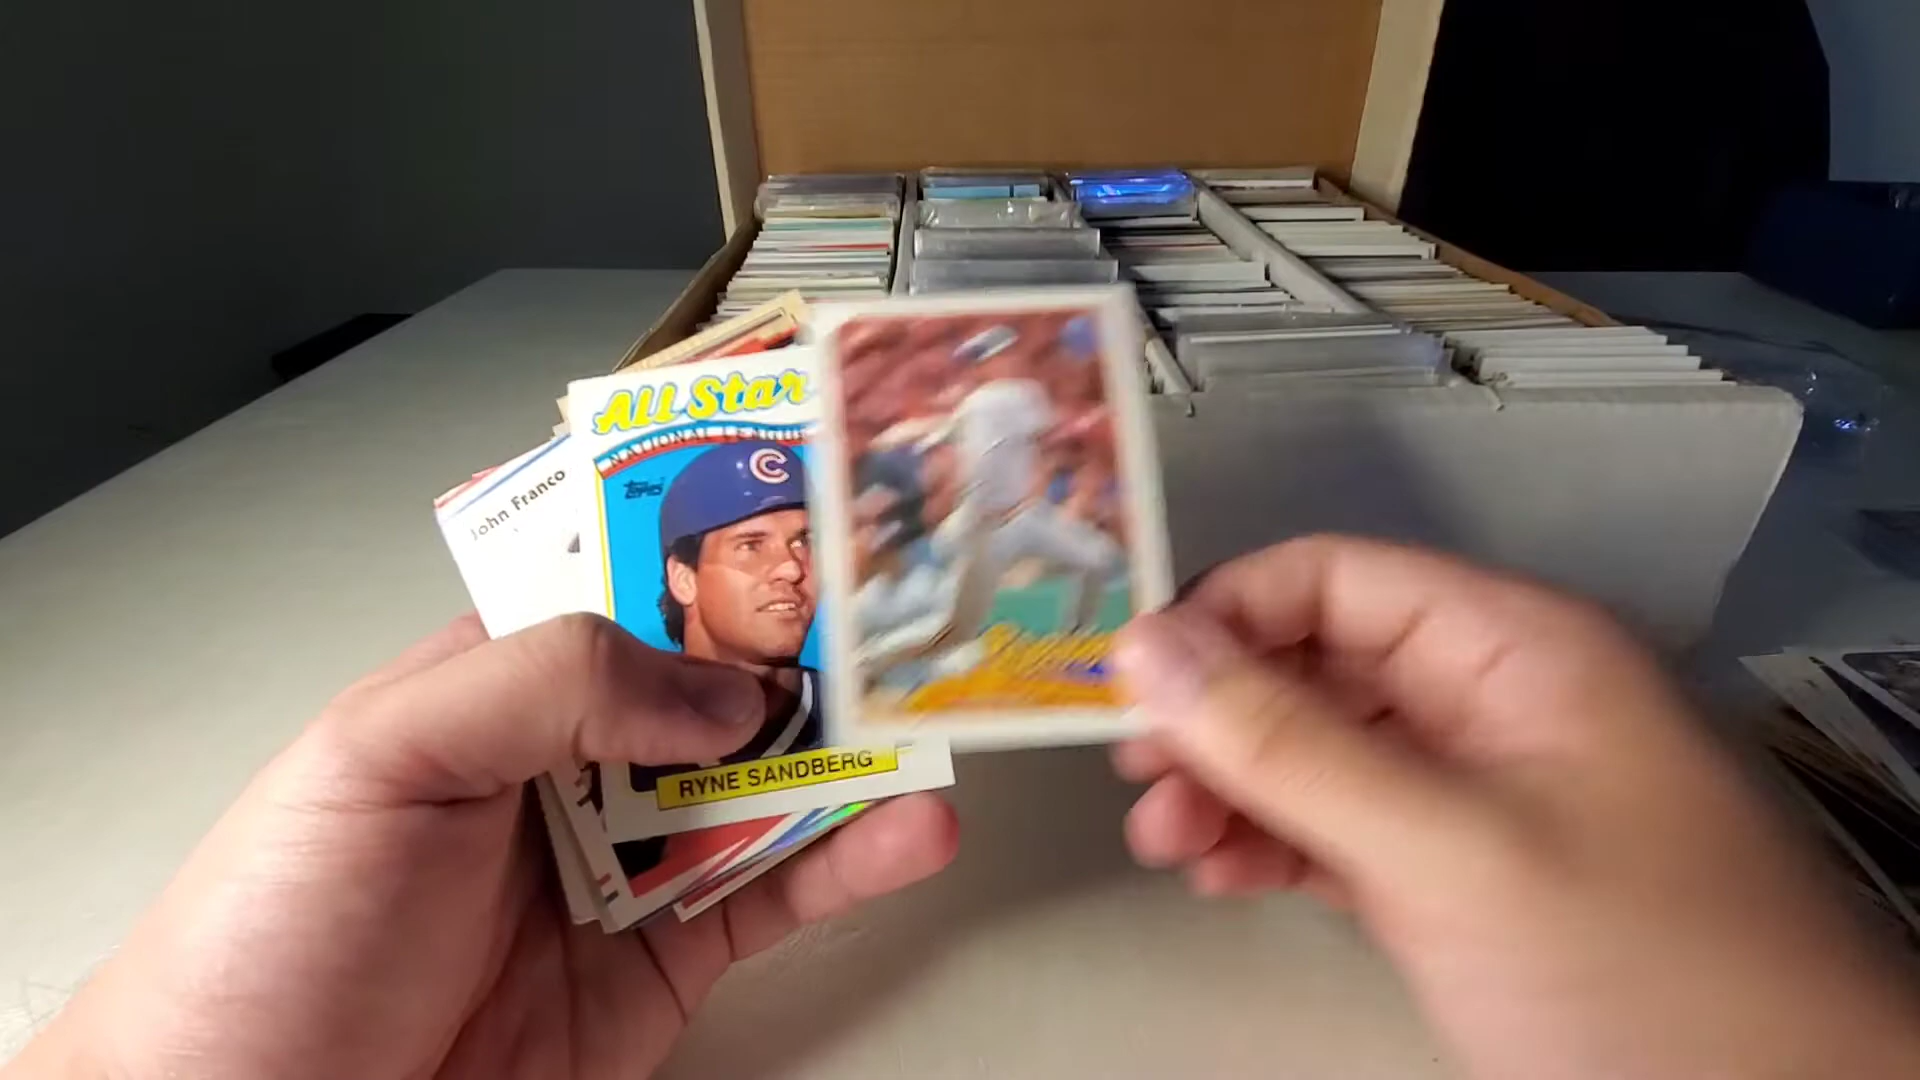 ALL Star
NATIONAL LEAGUE
TOPPS
John Franco
RYNE SANDBERG